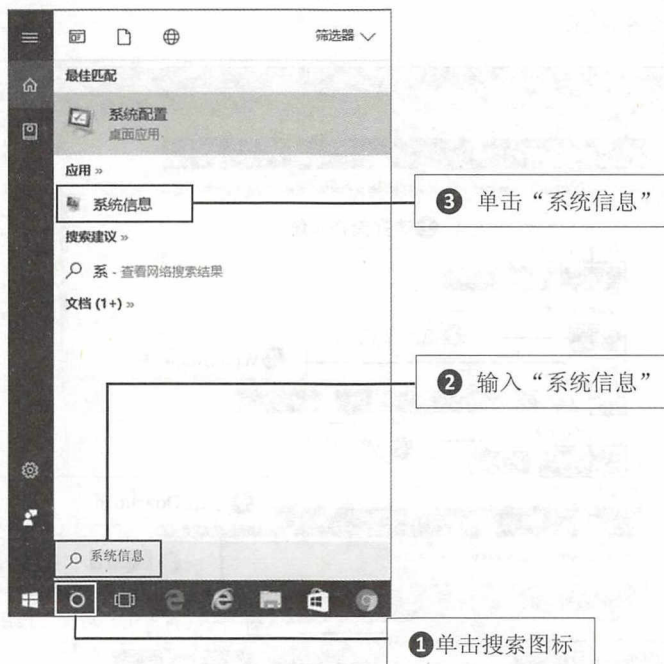 筛选器
最佳匹配
系统配置
桌面应用
应用 »
系统信息
❸ 单击“系统信息”
搜索建议 »
系 - 查看网络搜索结果
文档 (1+) »
❷ 输入“系统信息”
系统信息
❶单击搜索图标